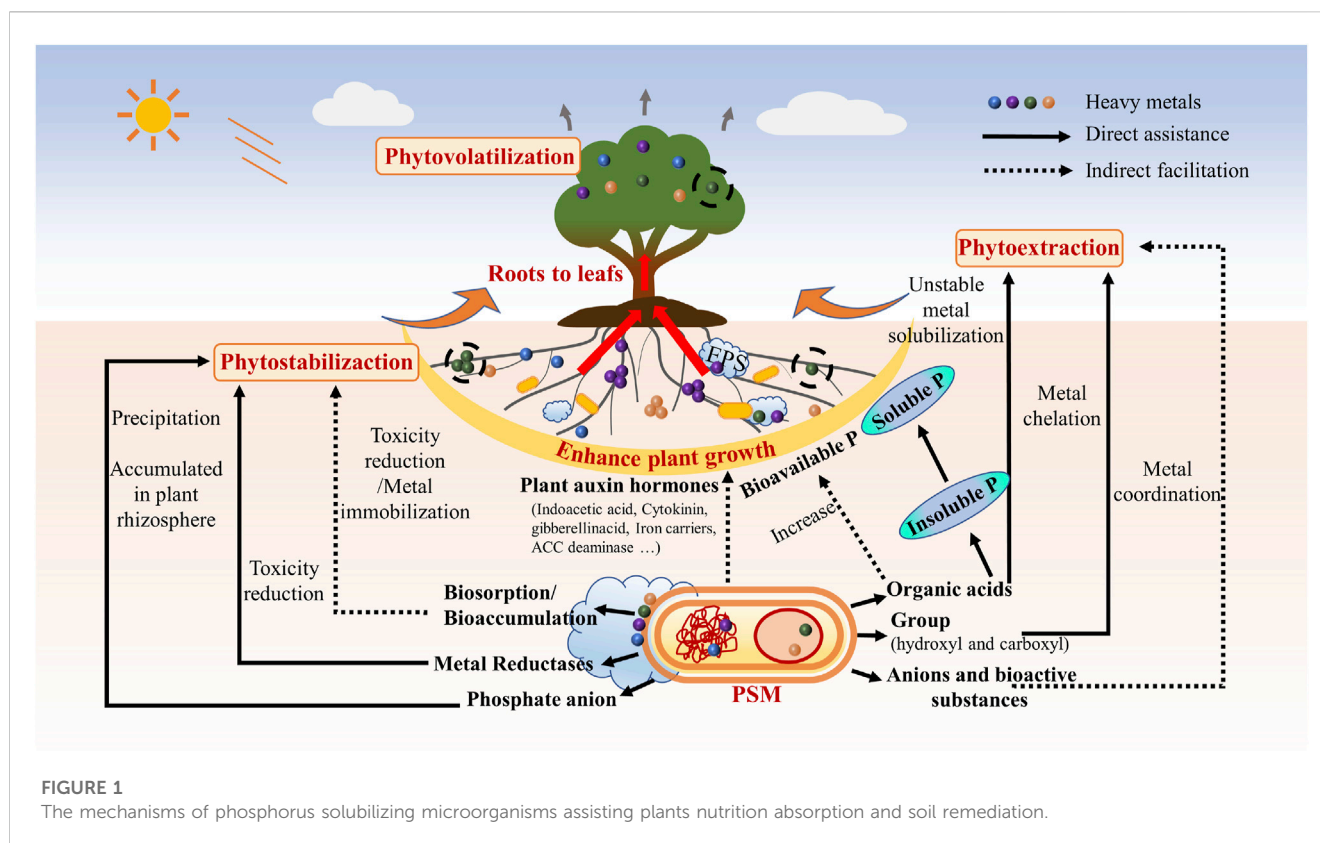 Heavy metals
Direct assistance
Indirect facilitation
Phytovolatilization
Phytoextraction
Roots to leafs
Unstable
metal
solubilization
Phytostabilizaction
EPS
Precipitation
Accumulated
in plant
rhizosphere
Toxicity
reduction
/Metal
immobilization
Toxicity
reduction
Enhance plant growth
Plant auxin hormones
(Indoacetic acid, Cytokinin,
gibberellinacid, Iron carriers,
ACC deaminase ...)
Bioavailable P
Soluble P
Insoluble P
Increase
Metal
chelation
Metal
coordination
Biosorption/
Bioaccumulation
Metal Reductases
Phosphate anion
PSM
Organic acids
Group
(hydroxyl and carboxyl)
Anions and bioactive
substances
FIGURE 1
The mechanisms of phosphorus solubilizing microorganisms assisting plants nutrition absorption and soil remediation.